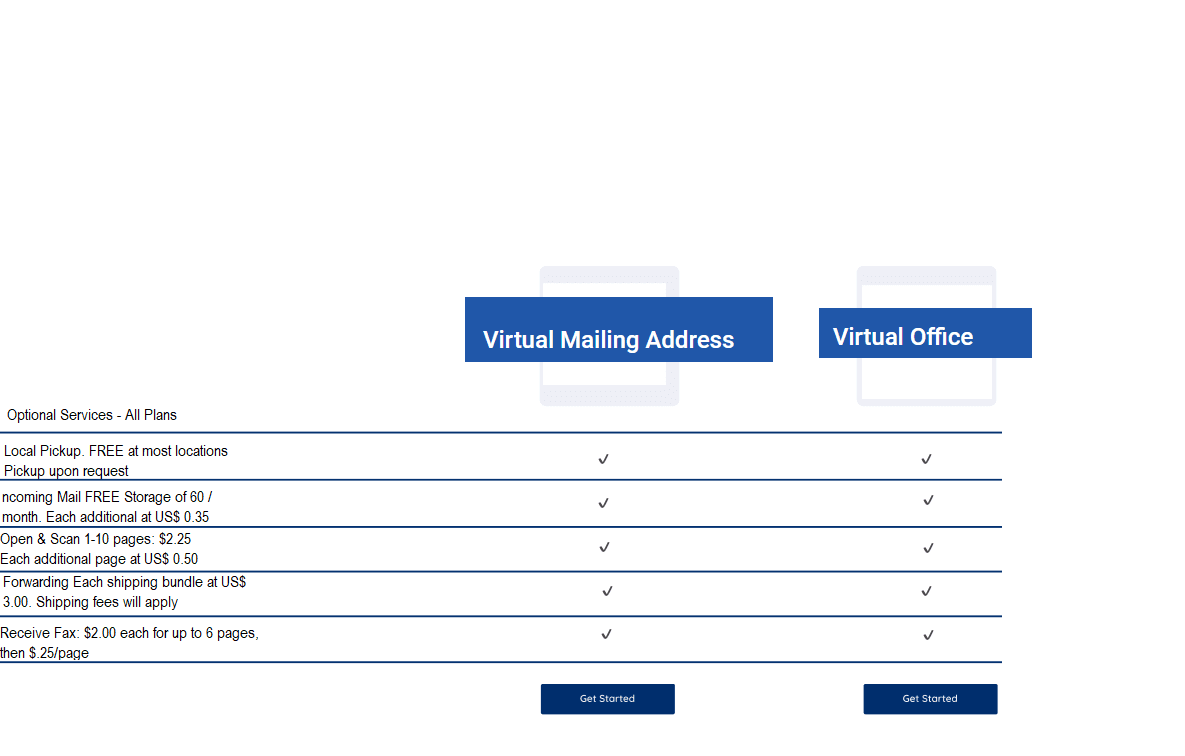 Virtual Mailing Address
Virtual Office
Optional Services - All Plans
Local Pickup. FREE at most locations
Pickup upon request
ncoming Mail FREE Storage of 60 /
month. Each additional at US$ 0.35
Open & Scan 1-10 pages: $2.25
Each additional page at US$ 0.50
Forwarding Each shipping bundle at US$
3.00. Shipping fees will apply
Receive Fax: $2.00 each for up to 6 pages,
then $.25/page
Get Started
Get Started